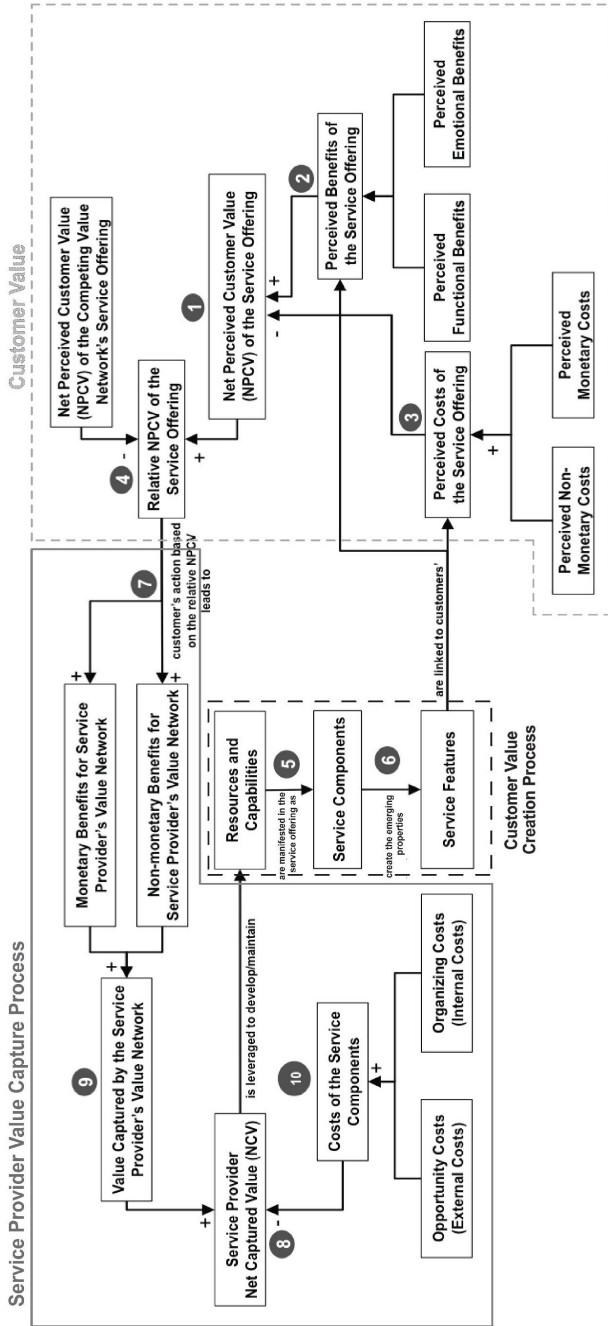 Service Provider Value Capture Process
Customer Value
Monetary Benefits for Service
Provider's Value Network
Non-monetary Benefits for
Service Provider's Value Network
+
+
7
customer's action based
on the relative NPCV
leads to
Value Captured by the Service
Provider's Value Network
9
+
Service Provider
Net Captured Value (NCV)
8
+
-
is leveraged to develop/maintain
Costs of the Service
Components
10
+
Opportunity Costs
(External Costs)
Organizing Costs
(Internal Costs)
Resources and
Capabilities
are manifested in the
service offering as
5
Service Components
create the emerging
properties
6
Service Features
Customer Value
Creation Process
are linked to customers'
Net Perceived Customer Value
(NPCV) of the Competing Value
Network's Service Offering
-
4
Relative NPCV of the
Service Offering
+
Net Perceived Customer Value
(NPCV) of the Service Offering
1
-
+
2
Perceived Benefits of
the Service Offering
3
Perceived Costs of
the Service Offering
+
Perceived Functional
Functional Benefits
Perceived
Emotional Benefits
Perceived Non-
Monetary Costs
Perceived
Monetary Costs